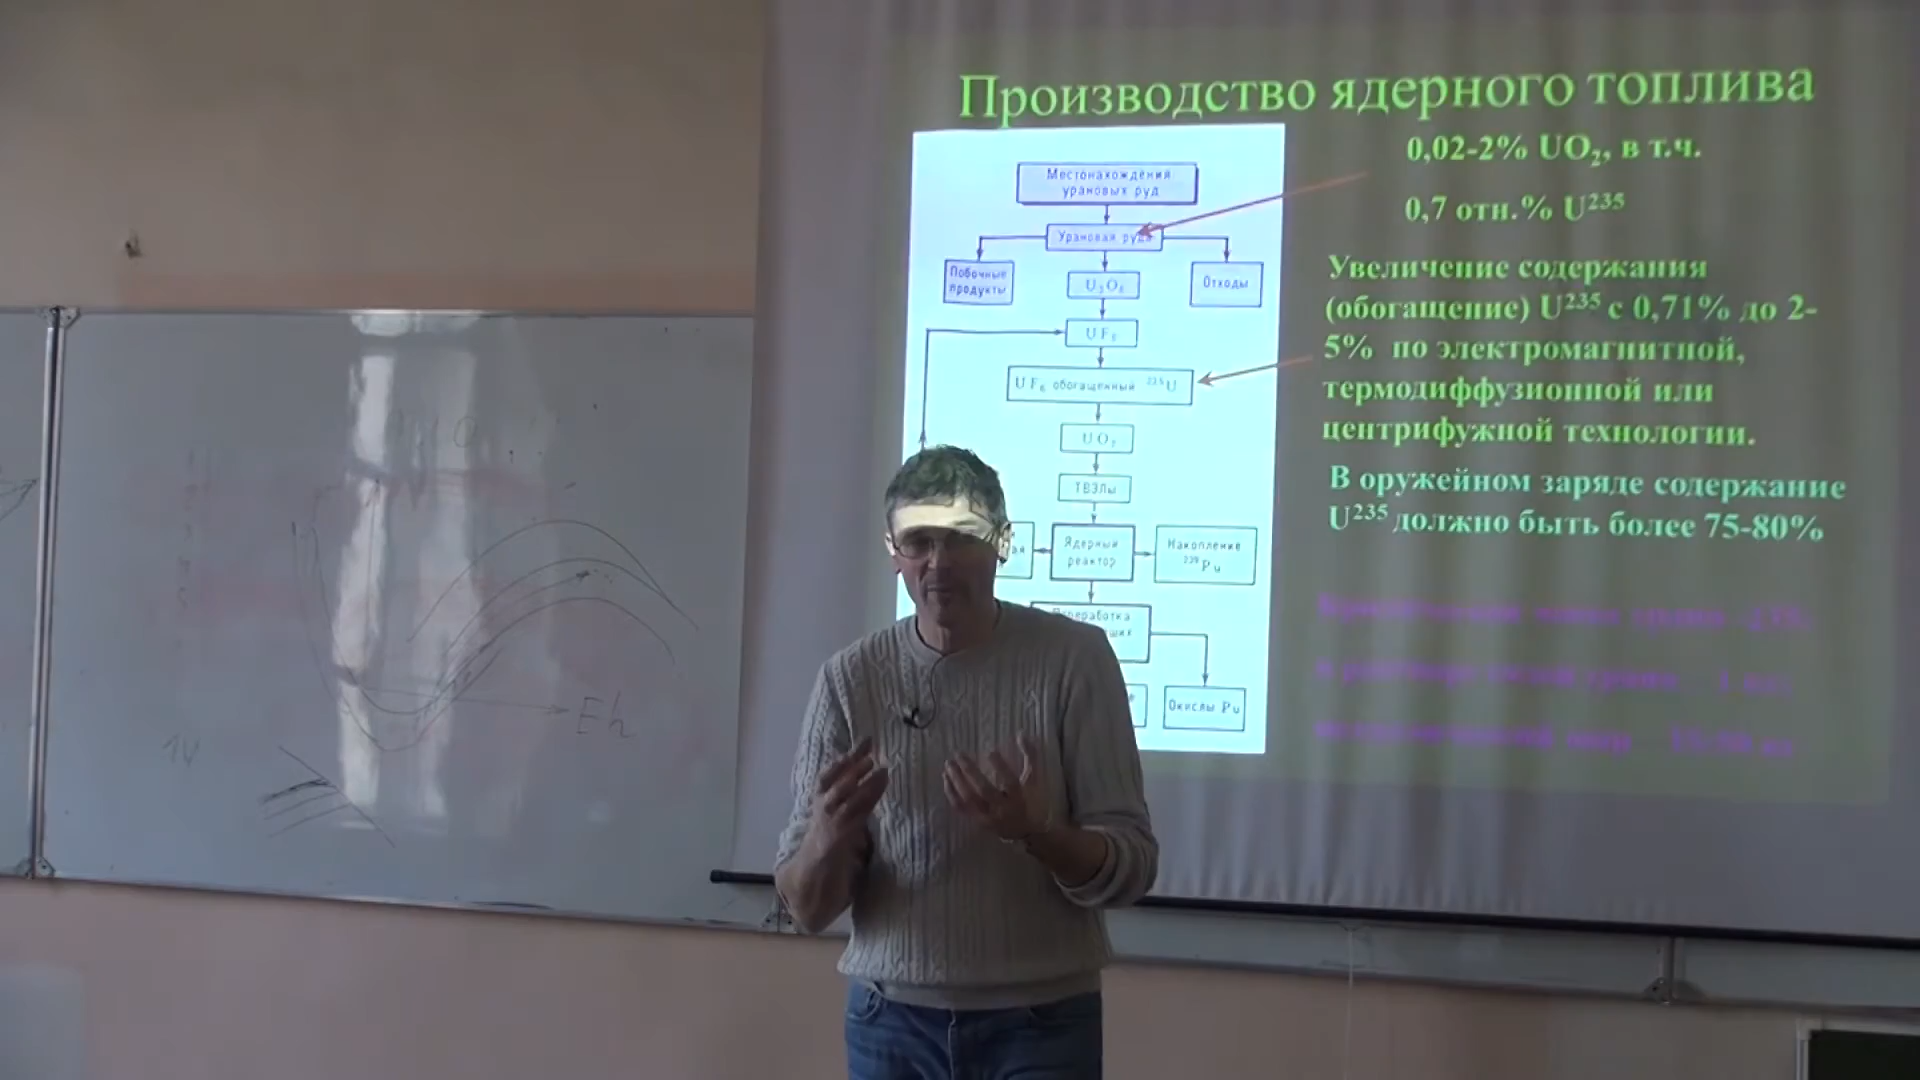 Производство ядерного топлива
0,02-2% UO₂, в т.ч.
0,7 отн.% U²³⁵
Увеличение содержания
(обогащение) U²³⁵ с 0,71% до 2-
5% по электромагнитной,
термодиффузионной или
центрифужной технологии.
В оружейном заряде содержание
U²³⁵ должно быть более 75-80%
Местонахождений
урановых руд
Урановая руда
Побочные
продукты
U₃O₈
Отходы
UF₆
UF₆ обогащенный ²³⁵U
UO₂
ТВЭЛы
ая
Ядерный
реактор
Накопление
²³⁹Pu
Окислы Pu
Eh